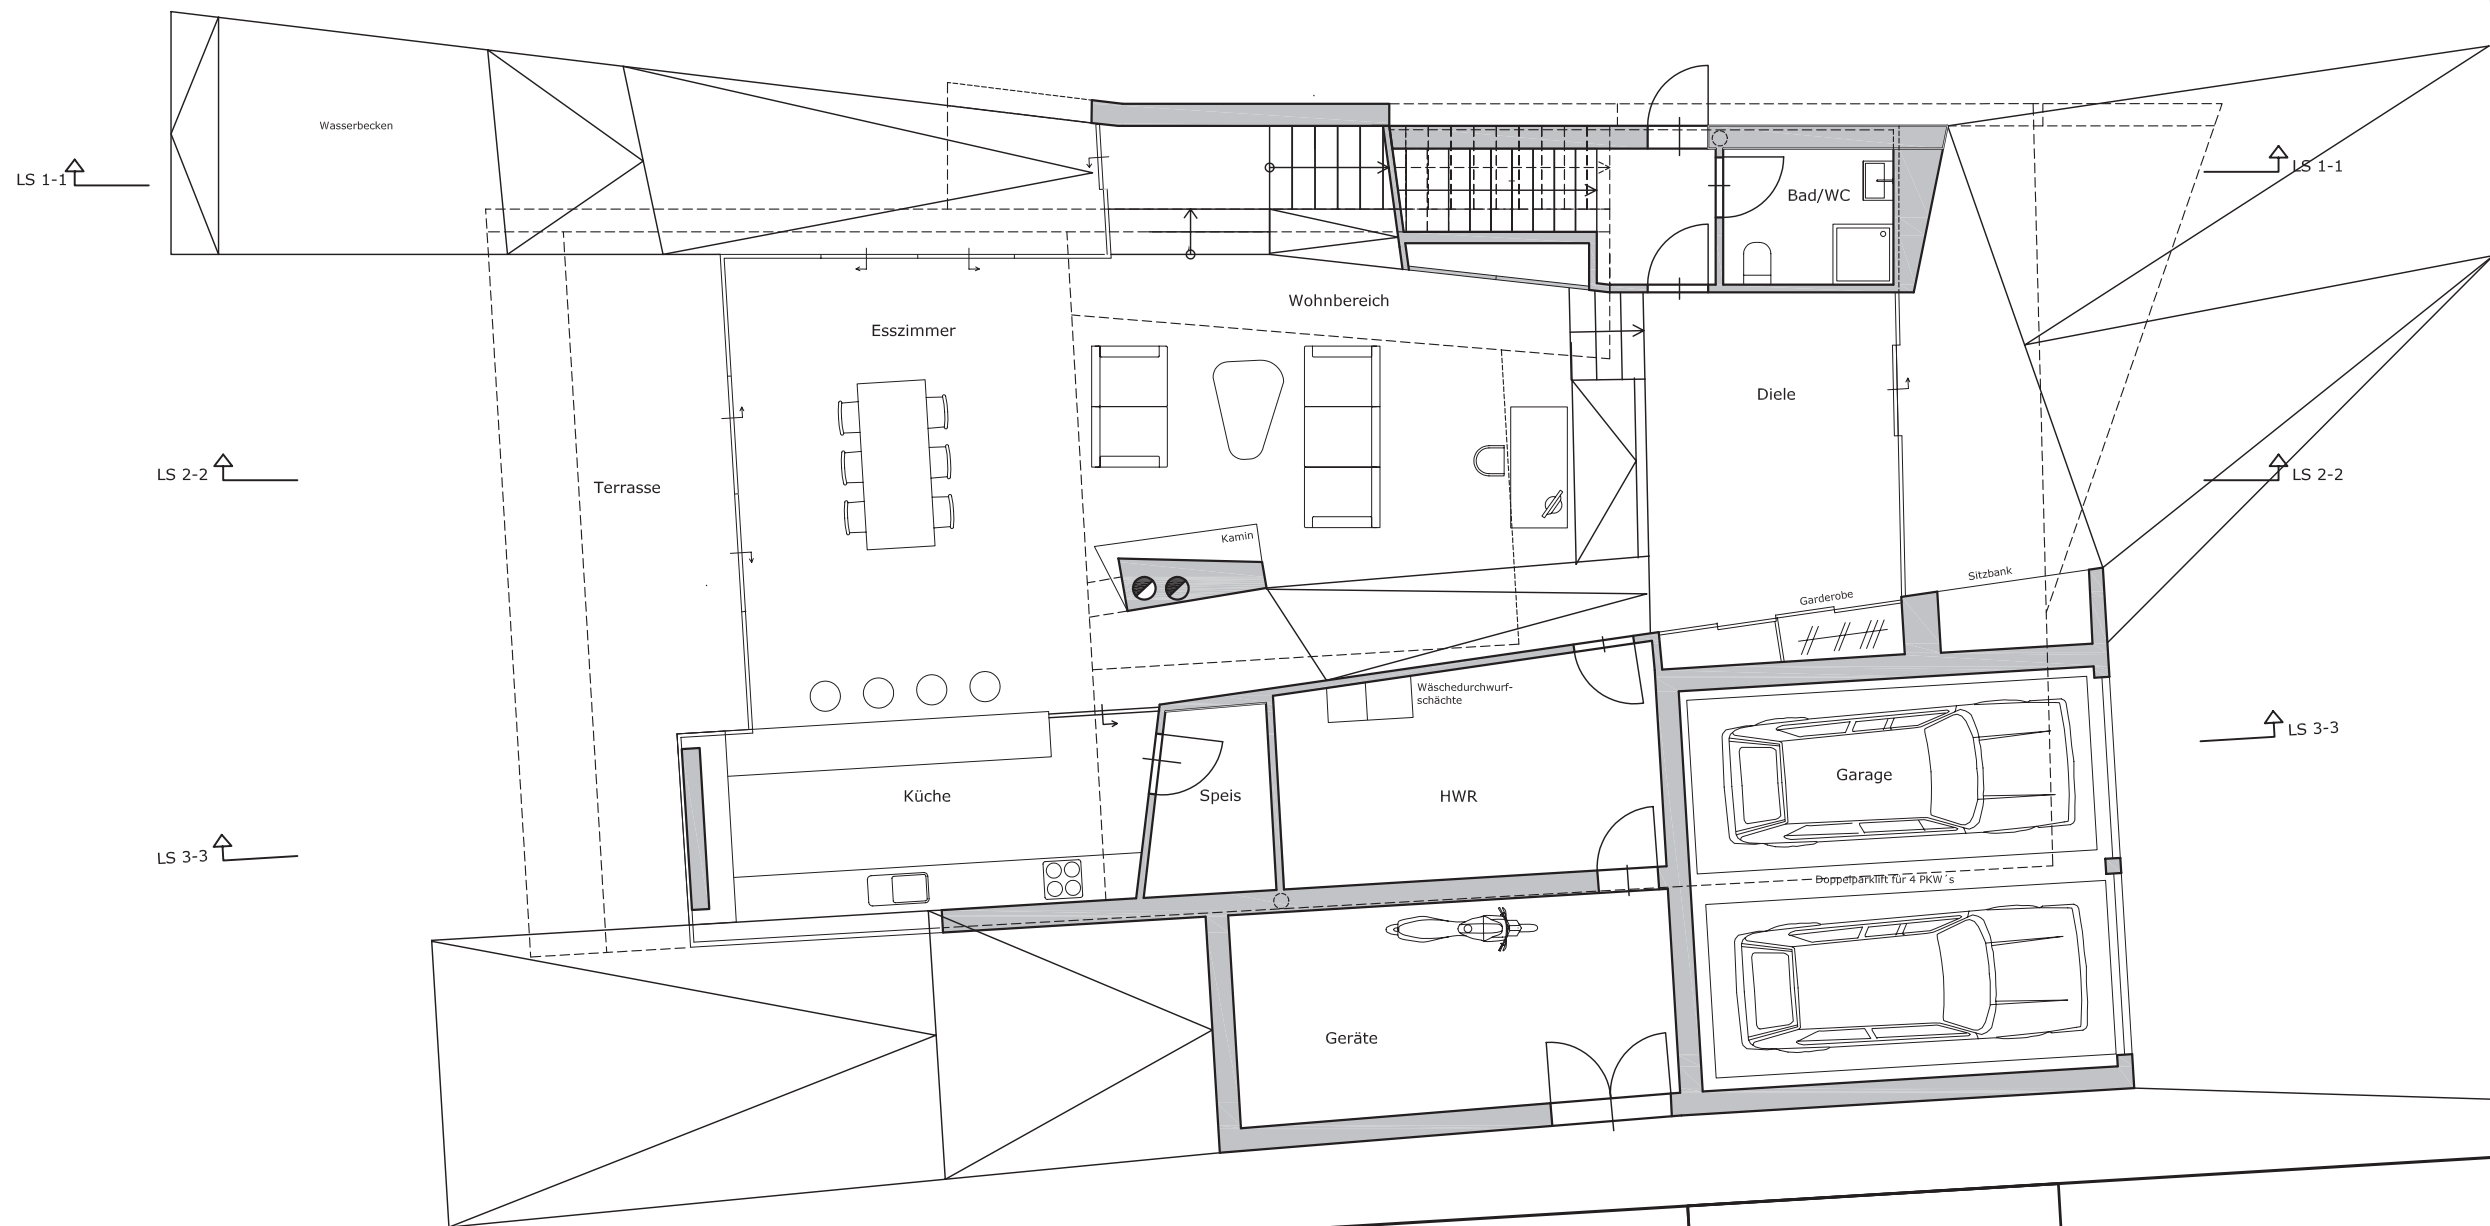 Wasserbecken
LS 1-1
LS 1-1
Bad/WC
Wohnbereich
Esszimmer
Diele
LS 2-2
Terrasse
LS 2-2
Kamin
Sitzbank
Garderobe
Wäschedurchwurf-
schächte
LS 3-3
Garage
Küche
Speis
HWR
LS 3-3
Doppelparklift für 4 PKW´s
Geräte